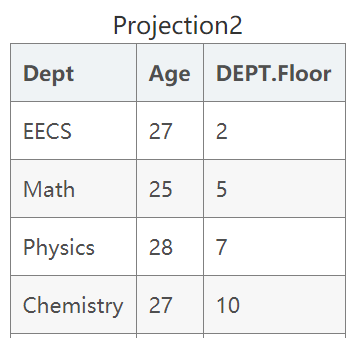 Projection2
Dept Age DEPT.Floor
EECS 27 2
Math 25 5
Physics 28 7
Chemistry 27 10